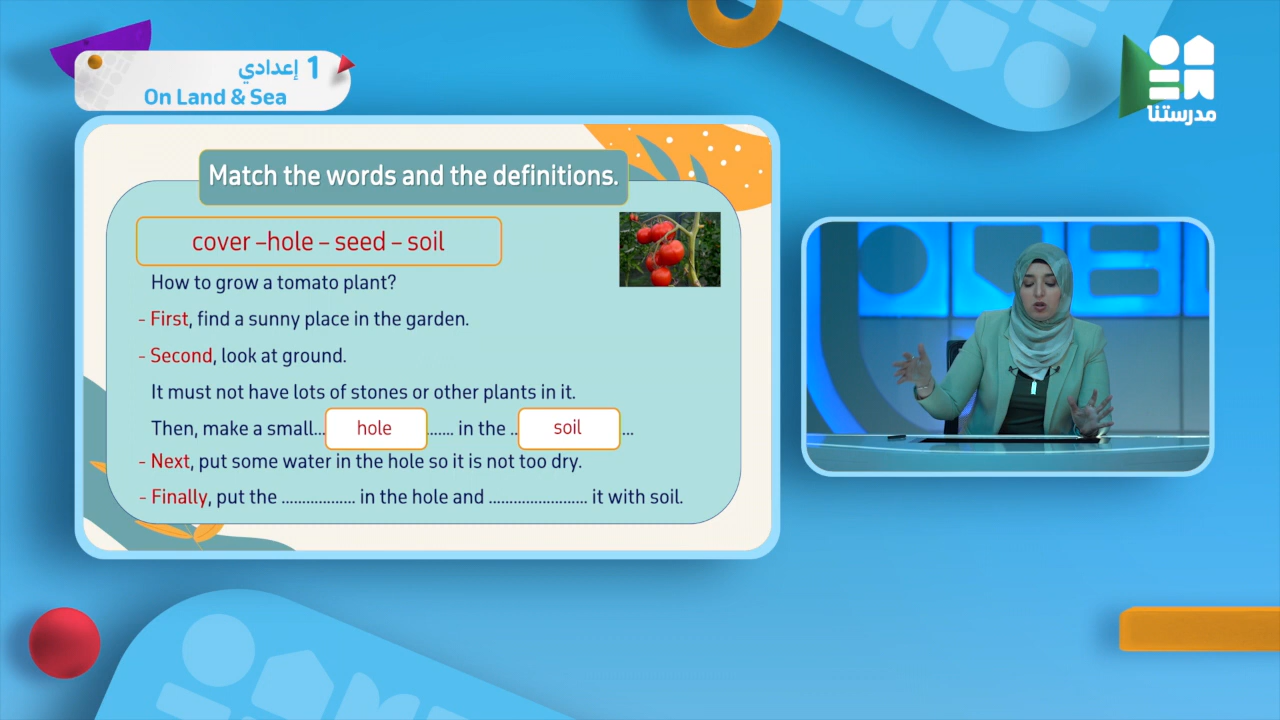 1 إعدادي
On Land & Sea
مدرستنا
Match the words and the definitions.
cover –hole – seed – soil
How to grow a tomato plant?
- First, find a sunny place in the garden.
- Second, look at ground.
It must not have lots of stones or other plants in it.
Then, make a small... hole ...... in the .. soil ...
- Next, put some water in the hole so it is not too dry.
- Finally, put the .................. in the hole and ........................ it with soil.